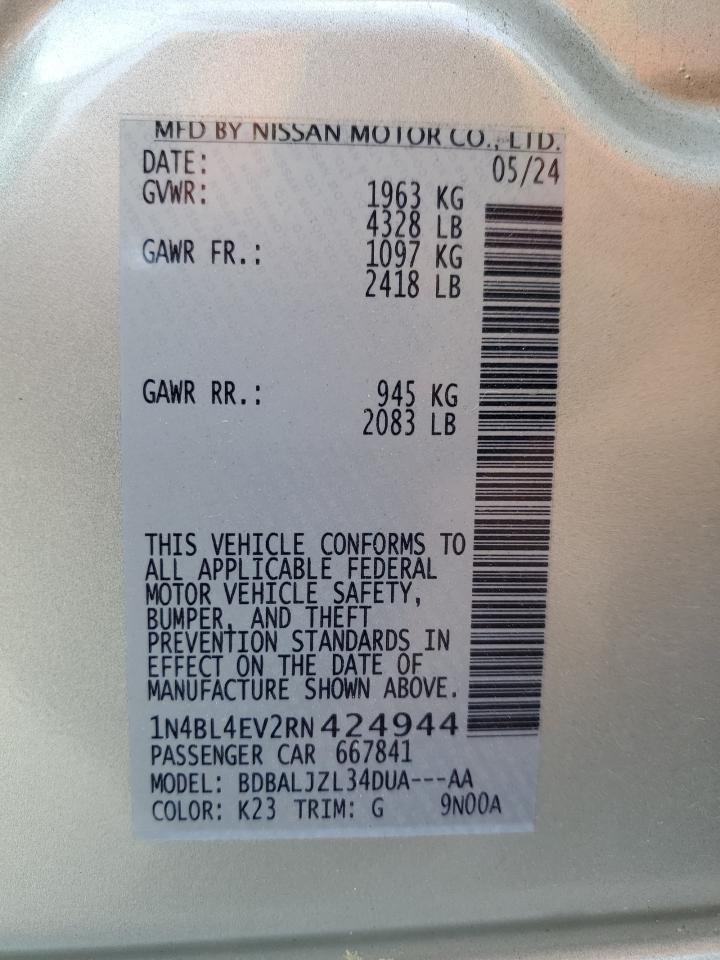 MFD BY NISSAN MOTOR CO., LTD.
DATE: 05/24
GVWR: 1963 KG
4328 LB
GAWR FR.: 1097 KG
2418 LB
GAWR RR.: 945 KG
2083 LB
THIS VEHICLE CONFORMS TO
ALL APPLICABLE FEDERAL
MOTOR VEHICLE SAFETY,
BUMPER, AND THEFT
PREVENTION STANDARDS IN
EFFECT ON THE DATE OF
MANUFACTURE SHOWN ABOVE.
1N4BL4EV2RN424944
PASSENGER CAR 667841
MODEL: BDBALJZL34DUA---AA
COLOR: K23 TRIM: G 9N00A